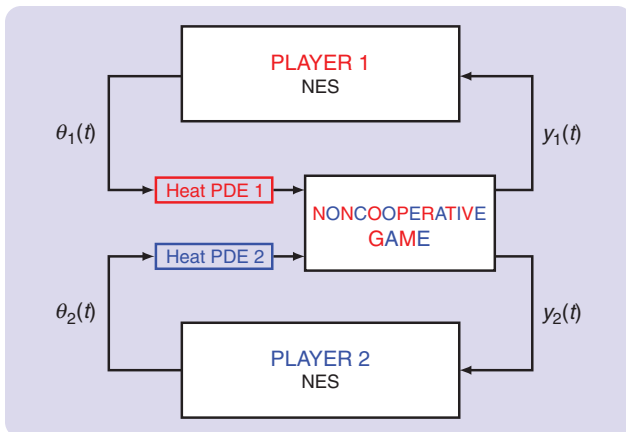 PLAYER 1
NES
θ₁(t)
y₁(t)
Heat PDE 1
NONCOOPERATIVE
GAME
Heat PDE 2
θ₂(t)
y₂(t)
PLAYER 2
NES